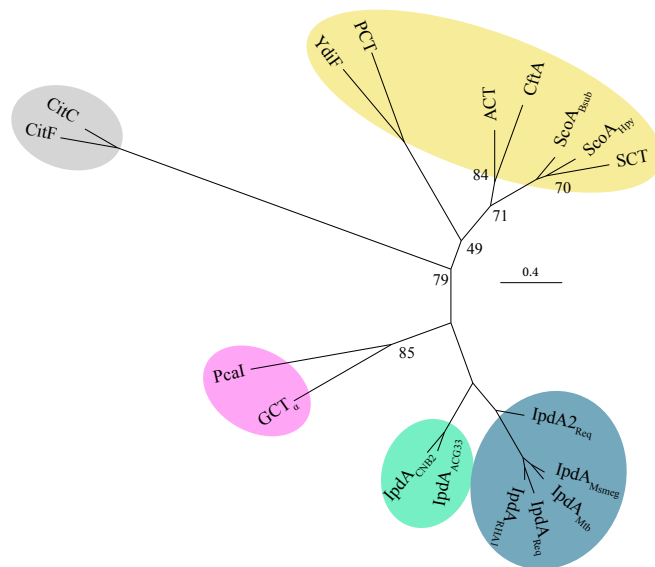 PCT
YdiF
CftA
ACT
ScoA Bsub
ScoA Hpy
SCT
CitC
CitF
84
70
71
49
79
0.4
85
PcaI
GCT α
IpdA2 Req
IpdA CNB2
IpdA ACG33
IpdA Msmeg
IpdA Mtb
IpdA Req
IpdA RHA1